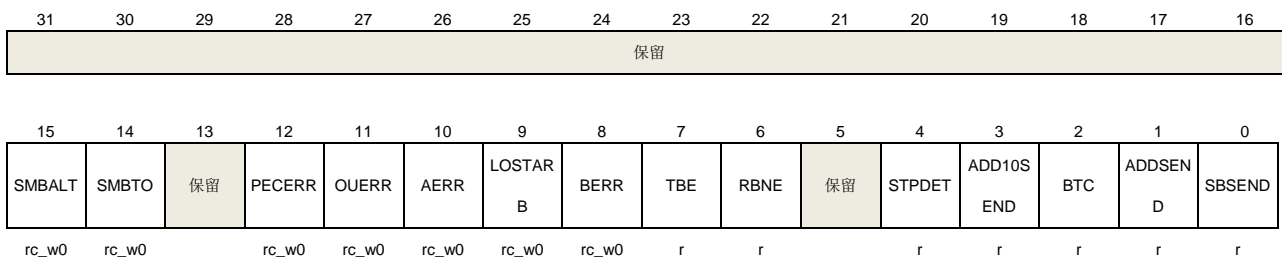 31 30 29 28 27 26 25 24 23 22 21 20 19 18 17 16
保留
15 14 13 12 11 10 9 8 7 6 5 4 3 2 1 0
SMBALT SMBTO 保留 PECERR OUERR AERR LOSTAR
B BERR TBE RBNE 保留 STPDET ADD10S
END BTC ADDSEN
D SBSEND
rc_w0 rc_w0 rc_w0 rc_w0 rc_w0 rc_w0 rc_w0 r r r r r r r